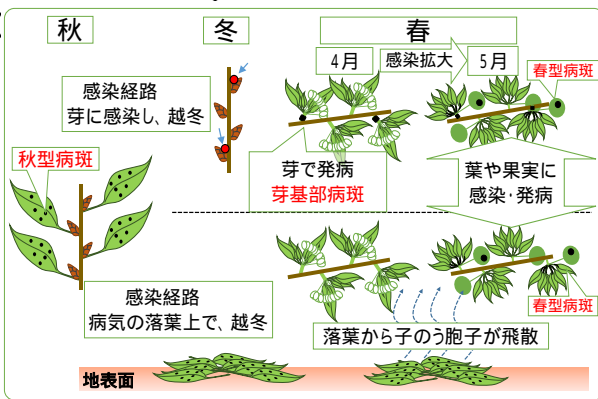 秋
冬
春
4月
感染拡大
5月
春型病斑
感染経路
芽に感染し、越冬
秋型病斑
芽で発病
芽基部病斑
葉や果実に
感染・発病
感染経路
病気の落葉上で、越冬
春型病斑
落葉から子のう胞子が飛散
地表面